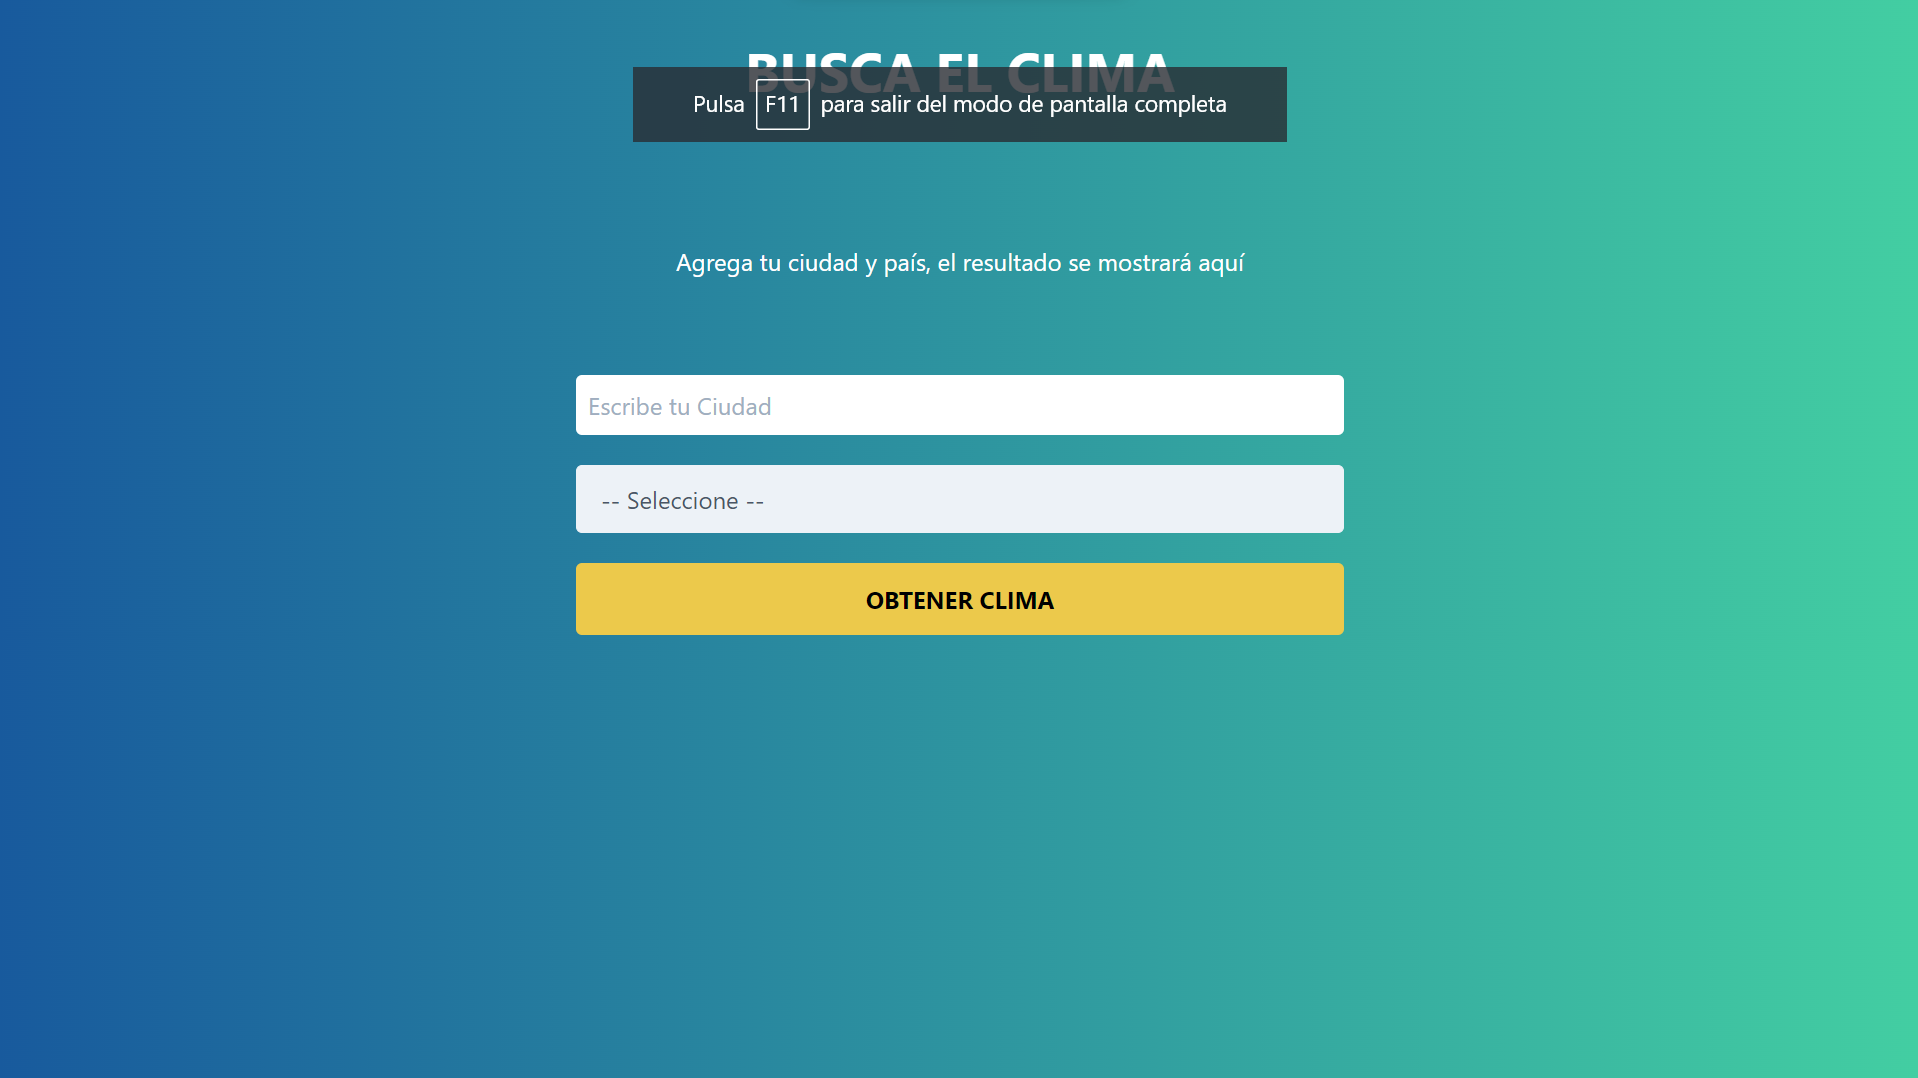 BUSCA EL CLIMA
Pulsa F11 para salir del modo de pantalla completa
Agrega tu ciudad y país, el resultado se mostrará aquí
Escribe tu Ciudad
-- Seleccione --
OBTENER CLIMA